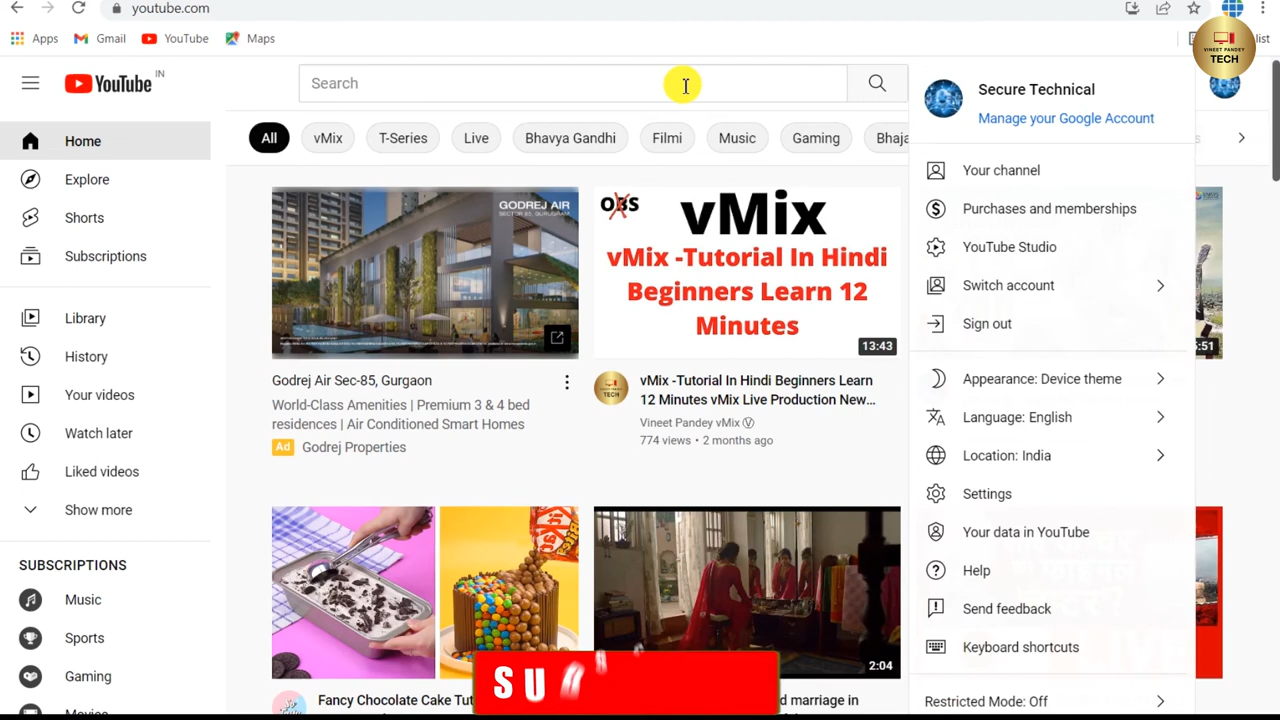 youtube.com
Apps Gmail YouTube Maps
list
VINEET PANDEY
TECH
YouTube IN
Search
Home
Explore
Shorts
Subscriptions
Library
History
Your videos
Watch later
Liked videos
Show more
SUBSCRIPTIONS
Music
Sports
Gaming
All vMix T-Series Live Bhavya Gandhi Filmi Music Gaming Bhaja
GODREJ AIR
SECTOR 85, GURUGRAM
Godrej Air Sec-85, Gurgaon
World-Class Amenities | Premium 3 & 4 bed
residences | Air Conditioned Smart Homes
Ad Godrej Properties
OBS vMix
vMix -Tutorial In Hindi
Beginners Learn 12
Minutes
13:43
vMix -Tutorial In Hindi Beginners Learn
12 Minutes vMix Live Production New...
Vineet Pandey vMix Ⓥ
774 views • 2 months ago
5:51
Bites
2:04
Fancy Chocolate Cake Tut
d marriage in
SU
Secure Technical
Manage your Google Account
Your channel
Purchases and memberships
YouTube Studio
Switch account
Sign out
Appearance: Device theme
Language: English
Location: India
Settings
Your data in YouTube
Help
Send feedback
Keyboard shortcuts
Restricted Mode: Off